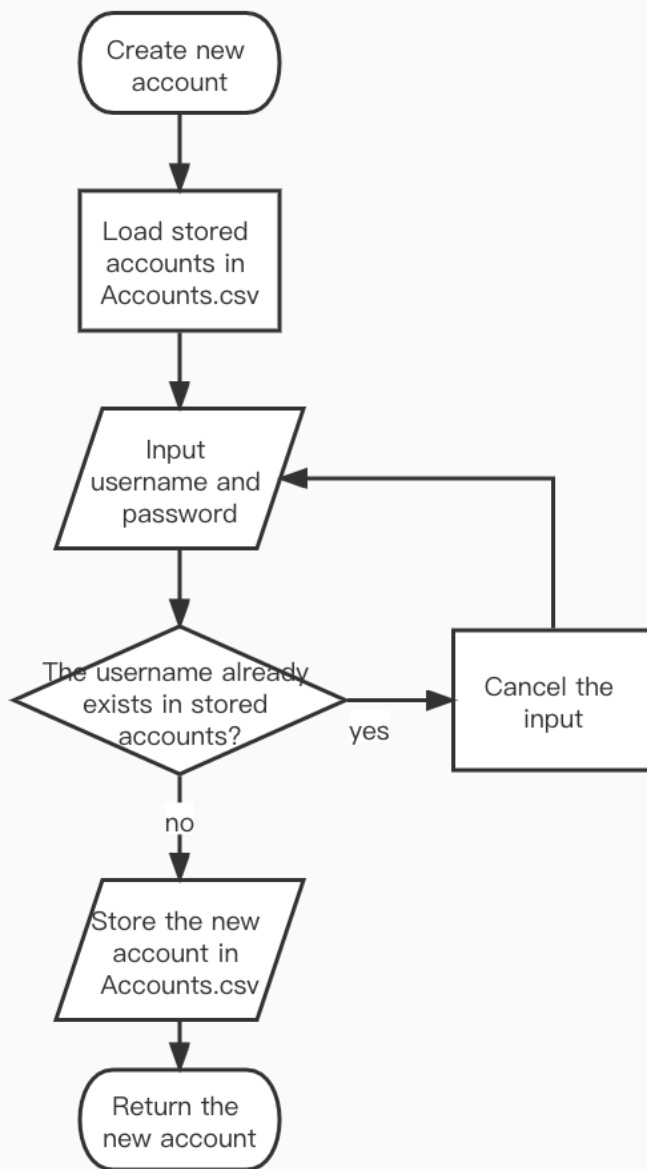 Create new
account
Load stored
accounts in
Accounts.csv
Input
username and
password
The username already
exists in stored
accounts?
yes
Cancel the
input
no
Store the new
account in
Accounts.csv
Return the
new account